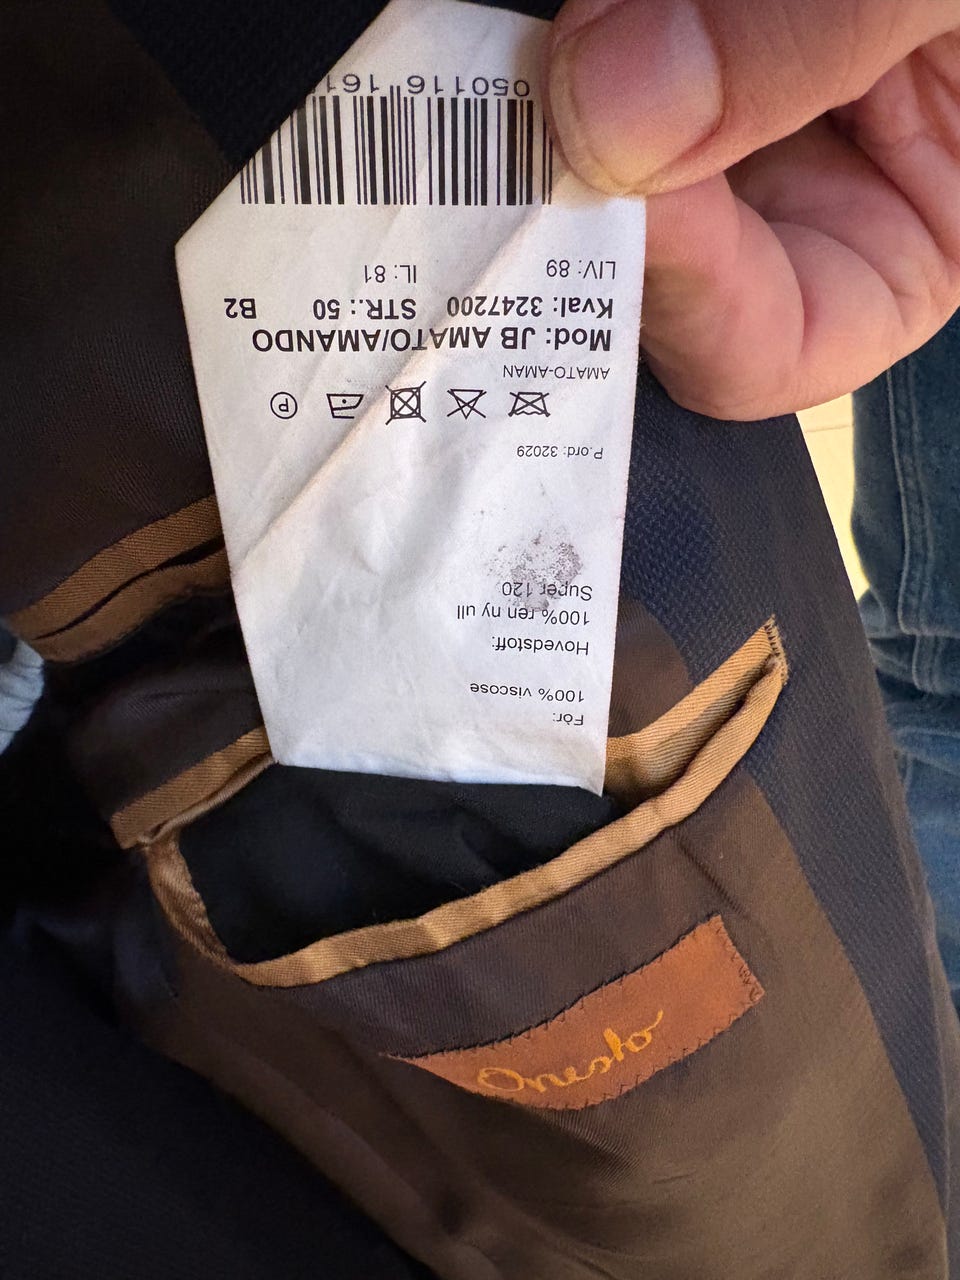 Fôr:
100% viscose
Hovedstoff:
100% ren ny ull
Super 120
P.ord: 32029
P
AMATO-AMAN
Mod: JB AMATO/AMANDO
Kval: 3247200 STR.: 50 B2
LIV: 89 IL: 81
050116 161
Onesto